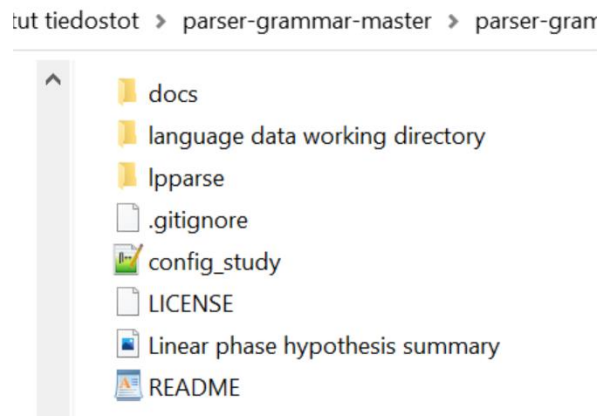 tut tiedostot > parser-grammar-master > parser-gram
docs
language data working directory
lpparse
.gitignore
config_study
LICENSE
Linear phase hypothesis summary
README